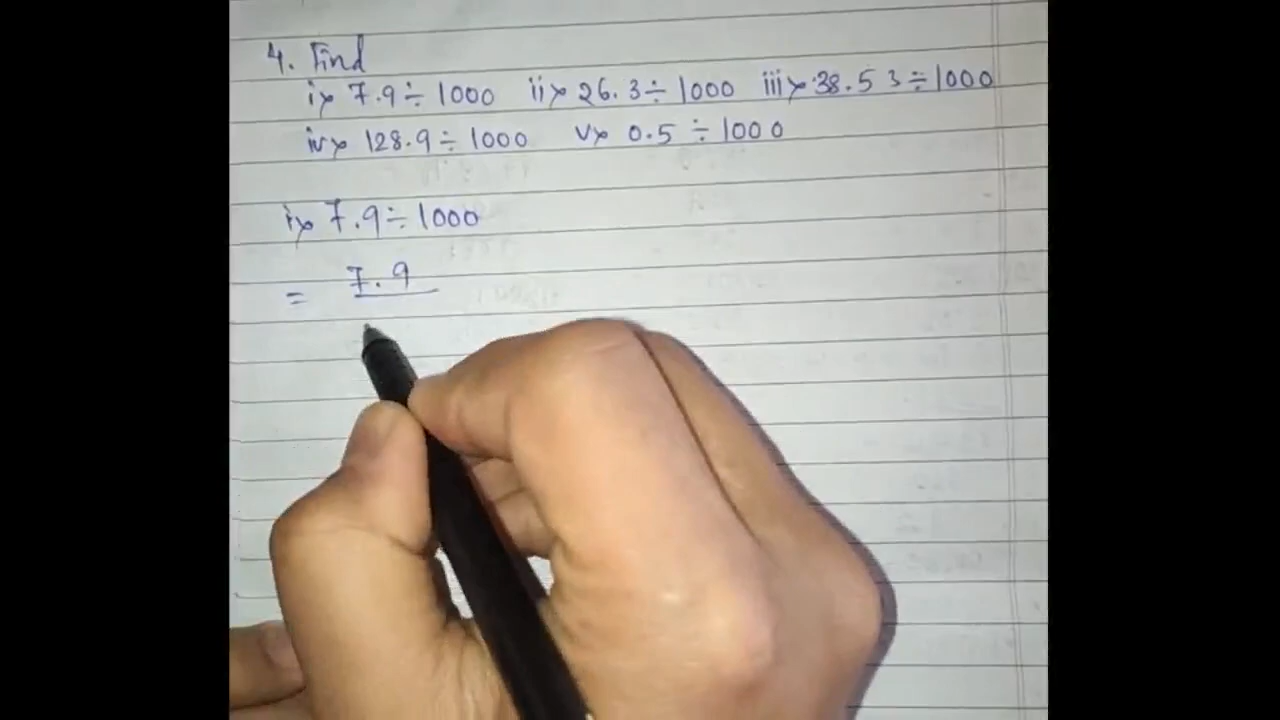 4. Find
i> 7.9 ÷ 1000 ii> 26.3 ÷ 1000 iii> 38.53 ÷ 1000
iv> 128.9 ÷ 1000 v> 0.5 ÷ 1000
i> 7.9 ÷ 1000
= 7.9